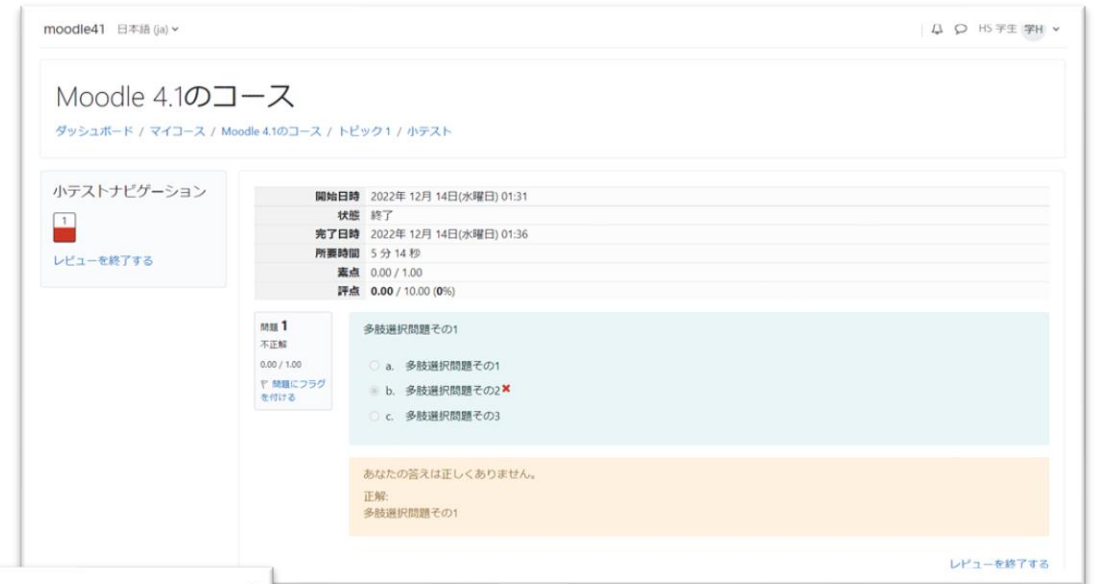 moodle41 日本語 (ja) HS 学生 学H
Moodle 4.1のコース
ダッシュボード / マイコース / Moodle 4.1のコース / トピック 1 / 小テスト
小テストナビゲーション
1
レビューを終了する
開始日時 2022年 12月 14日(水曜日) 01:31
状態 終了
完了日時 2022年 12月 14日(水曜日) 01:36
所要時間 5 分 14 秒
素点 0.00 / 1.00
評点 0.00 / 10.00 (0%)
問題 1
不正解
0.00 / 1.00
問題にフラグ
を付ける
多肢選択問題その1
a. 多肢選択問題その1
b. 多肢選択問題その2
c. 多肢選択問題その3
あなたの答えは正しくありません。
正解:
多肢選択問題その1
レビューを終了する